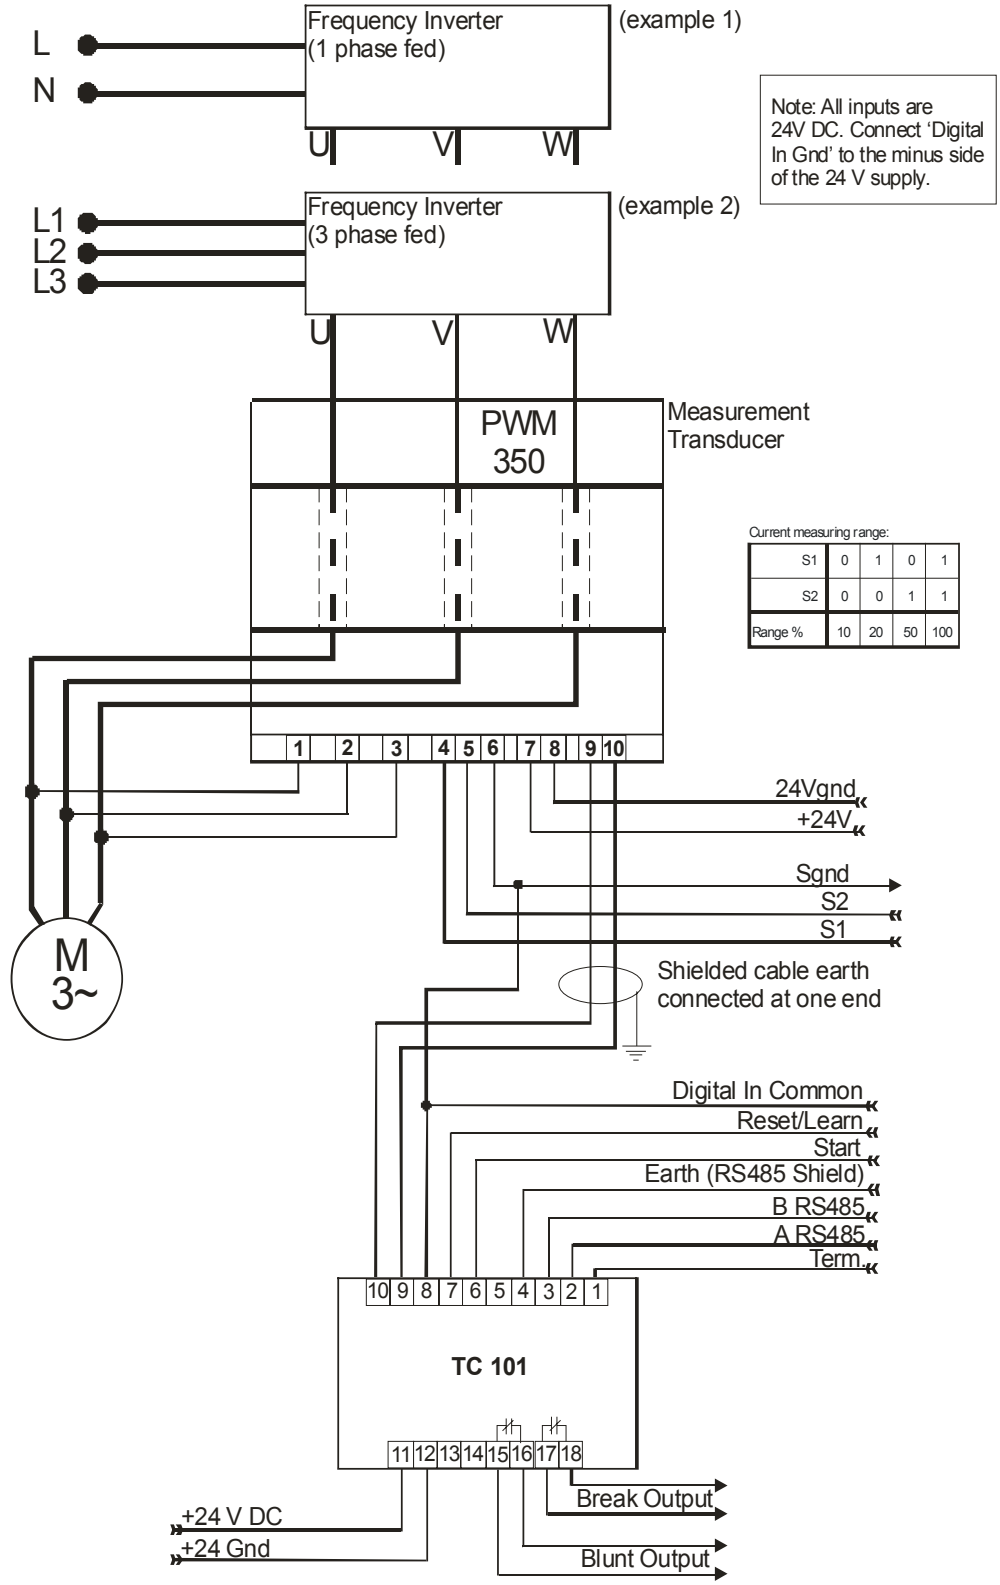 Frequency Inverter
(1 phase fed)
(example 1)
L
N
U
V
W
Note: All inputs are
24V DC. Connect ‘Digital
In Gnd’ to the minus side
of the 24 V supply.
Frequency Inverter
(3 phase fed)
(example 2)
L1
L2
L3
U
V
W
PWM
350
Measurement
Transducer
Current measuring range:
S1 0 1 0 1
S2 0 0 1 1
Range % 10 20 50 100
1 2 3 4 5 6 7 8 9 10
24Vgnd
+24V
Sgnd
S2
S1
M
3~
Shielded cable earth
connected at one end
Digital In Common
Reset/Learn
Start
Earth (RS485 Shield)
B RS485
A RS485
Term.
10 9 8 7 6 5 4 3 2 1
TC 101
11 12 13 14 15 16 17 18
Break Output
+24 V DC
+24 Gnd
Blunt Output